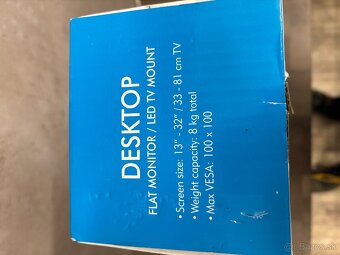 DESKTOP
FLAT MONITOR / LED TV MOUNT
• Screen size: 13" - 32" / 33 - 81 cm TV
• Weight capacity: 8 kg total
• Max VESA: 100 x 100